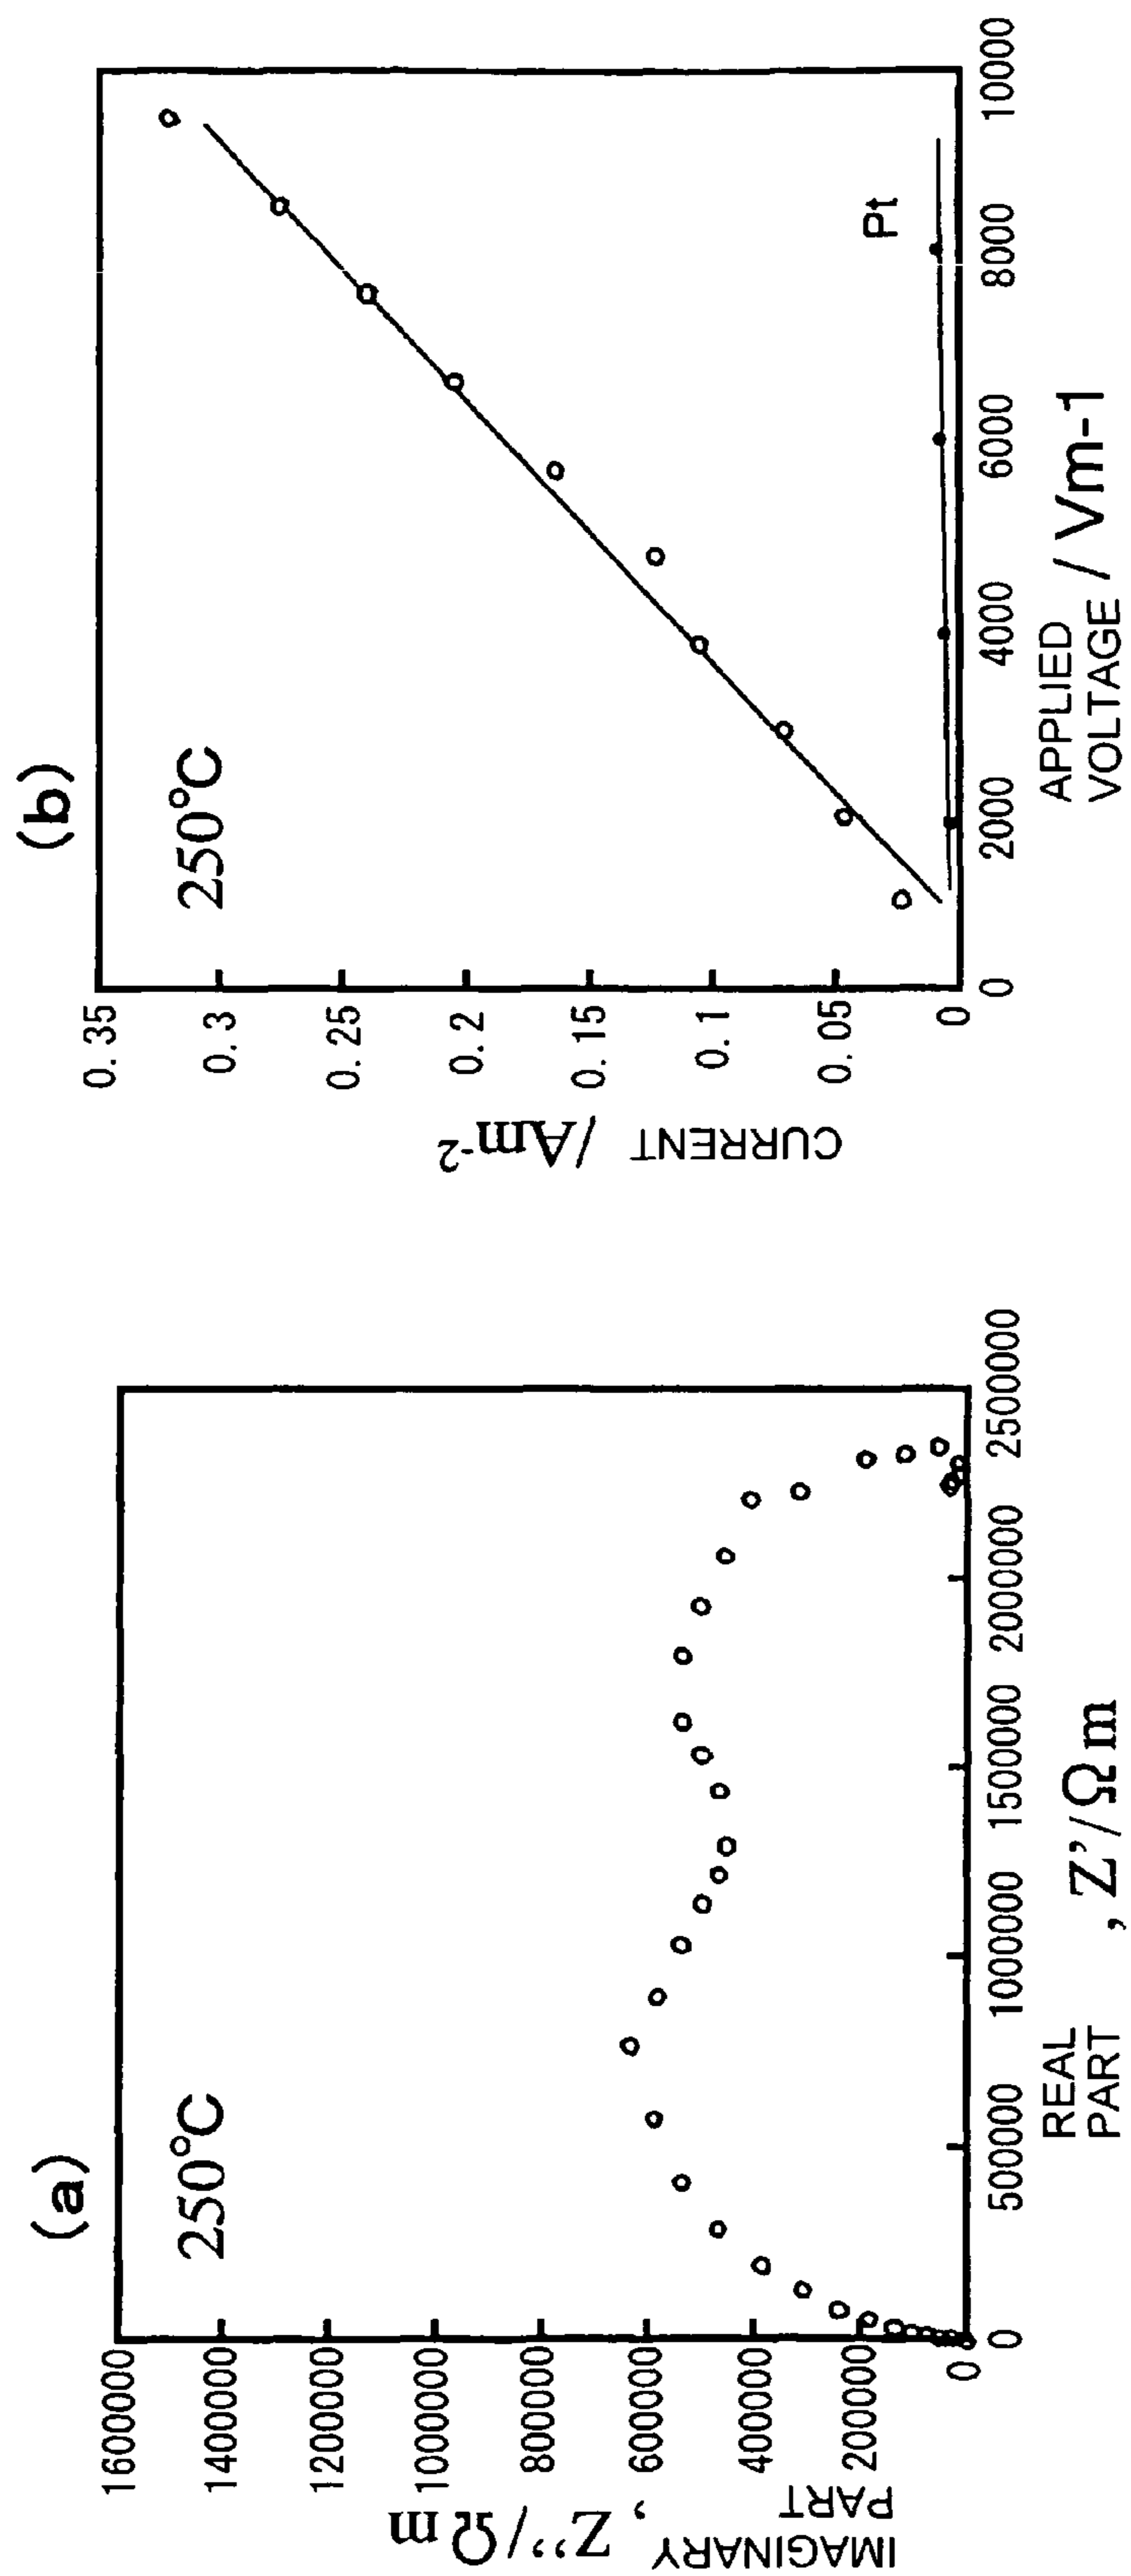 (a)
250°C
1600000
1400000
1200000
1000000
800000
600000
400000
200000
0
IMAGINARY
PART , Z''/Ωm
0
500000
1000000
1500000
2000000
2500000
REAL
PART , Z'/Ωm
(b)
250°C
0.35
0.3
0.25
0.2
0.15
0.1
0.05
0
CURRENT /Am-2
Pt
0
2000
4000
6000
8000
10000
APPLIED
VOLTAGE / Vm-1